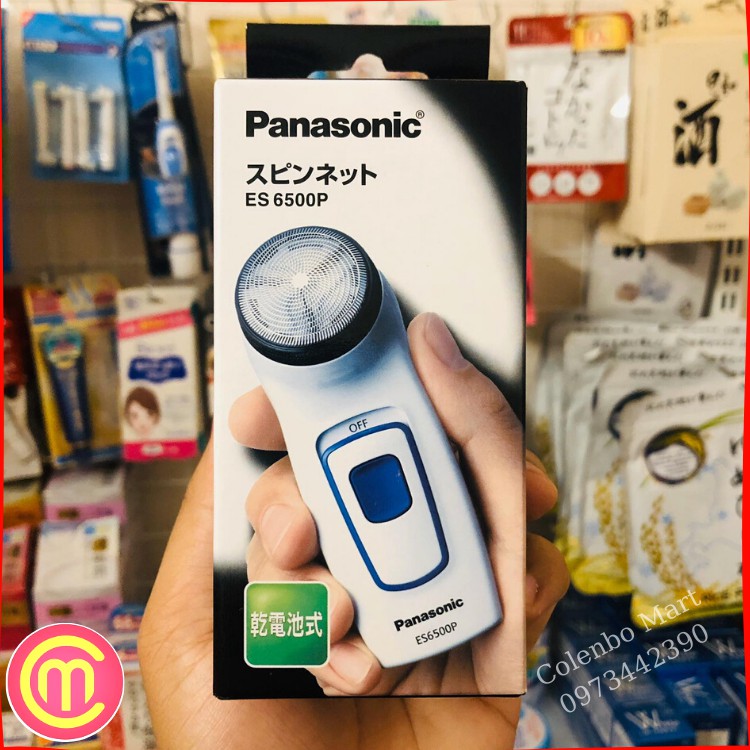 Panasonic®
スピンネット
ES 6500P
OFF
Panasonic
ES6500P
乾電池式
酒
Colenbo Mart
0973442390